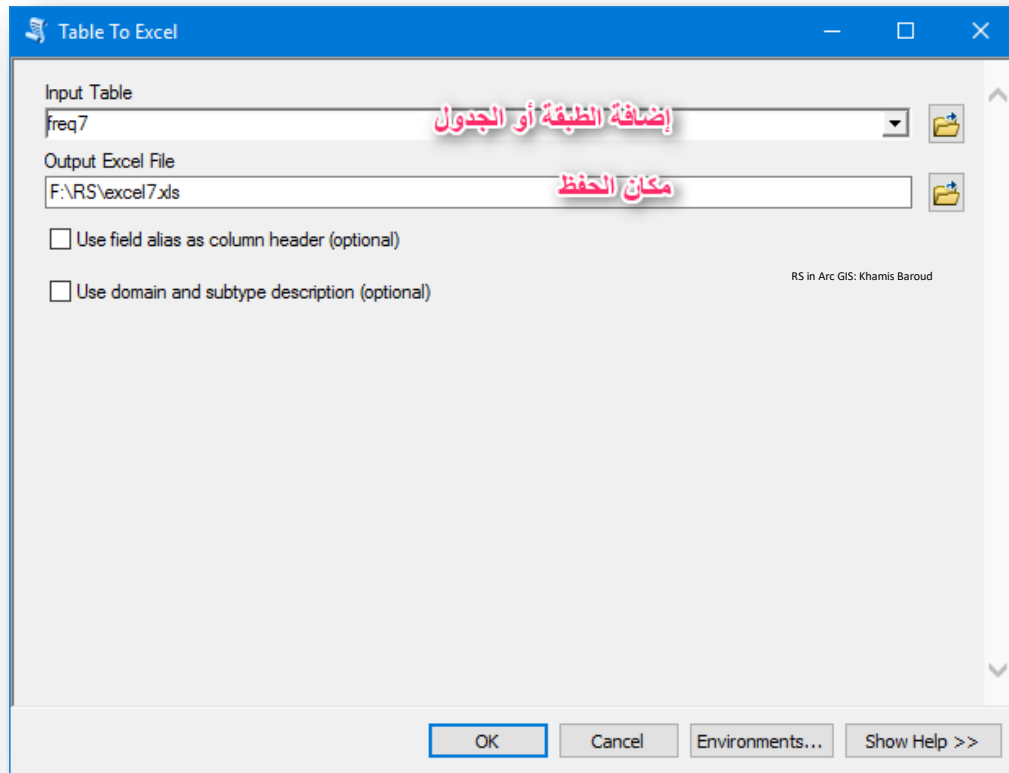 Table To Excel
Input Table
freq7
إضافة الظبقة أو الجدول
Output Excel File
F:\RS\excel7.xls
مكان الحفظ
Use field alias as column header (optional)
RS in Arc GIS: Khamis Baroud
Use domain and subtype description (optional)
OK
Cancel
Environments...
Show Help >>